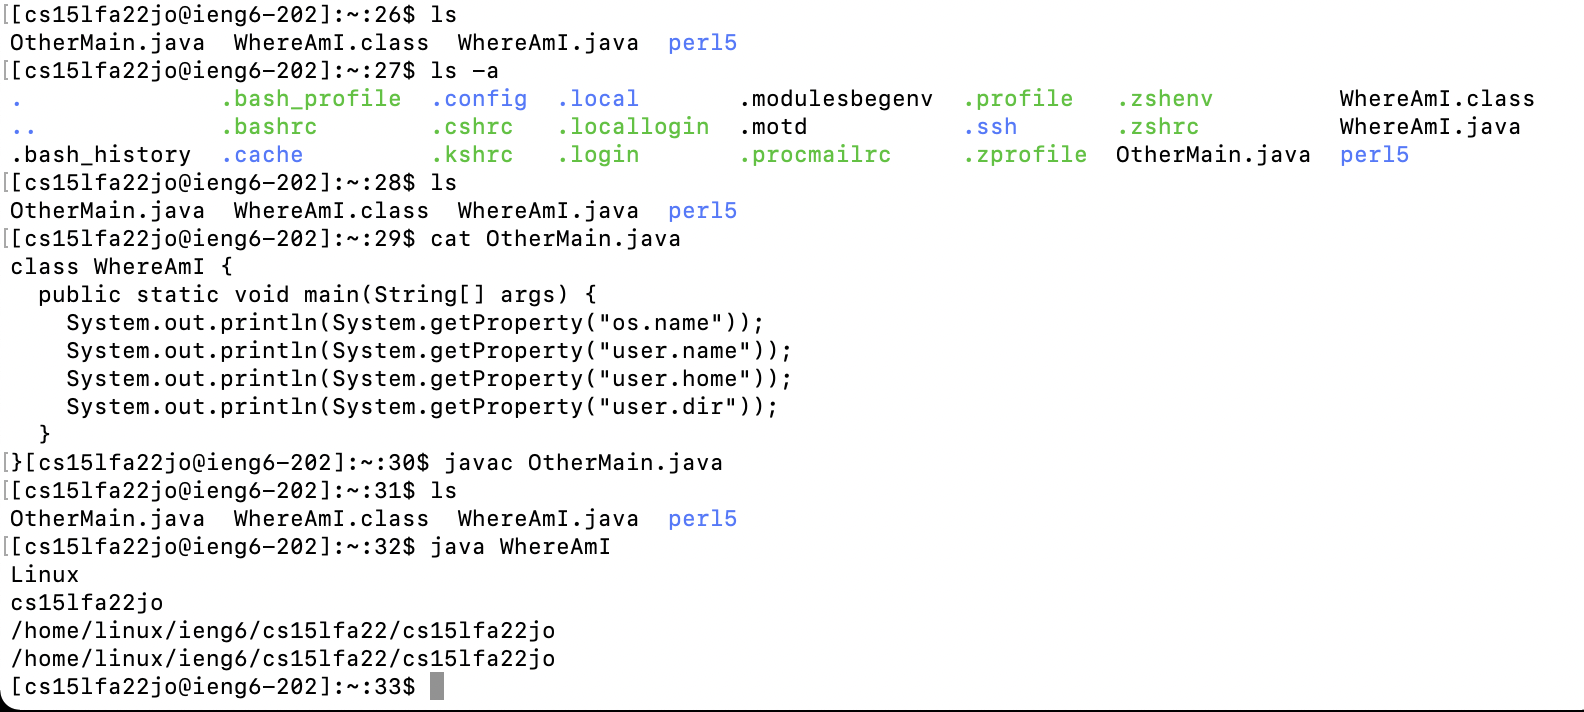 [[cs15lfa22jo@ieng6-202]:~:26$ ls
OtherMain.java  WhereAmI.class  WhereAmI.java  perl5
[[cs15lfa22jo@ieng6-202]:~:27$ ls -a
.              .bash_profile  .config  .local       .modulesbegenv  .profile   .zshenv         WhereAmI.class
..             .bashrc        .cshrc   .locallogin  .motd           .ssh       .zshrc          WhereAmI.java
.bash_history  .cache         .kshrc   .login       .procmailrc     .zprofile  OtherMain.java  perl5
[[cs15lfa22jo@ieng6-202]:~:28$ ls
OtherMain.java  WhereAmI.class  WhereAmI.java  perl5
[[cs15lfa22jo@ieng6-202]:~:29$ cat OtherMain.java
class WhereAmI {
  public static void main(String[] args) {
    System.out.println(System.getProperty("os.name"));
    System.out.println(System.getProperty("user.name"));
    System.out.println(System.getProperty("user.home"));
    System.out.println(System.getProperty("user.dir"));
  }
[}[cs15lfa22jo@ieng6-202]:~:30$ javac OtherMain.java
[[cs15lfa22jo@ieng6-202]:~:31$ ls
OtherMain.java  WhereAmI.class  WhereAmI.java  perl5
[[cs15lfa22jo@ieng6-202]:~:32$ java WhereAmI
Linux
cs15lfa22jo
/home/linux/ieng6/cs15lfa22/cs15lfa22jo
/home/linux/ieng6/cs15lfa22/cs15lfa22jo
[cs15lfa22jo@ieng6-202]:~:33$